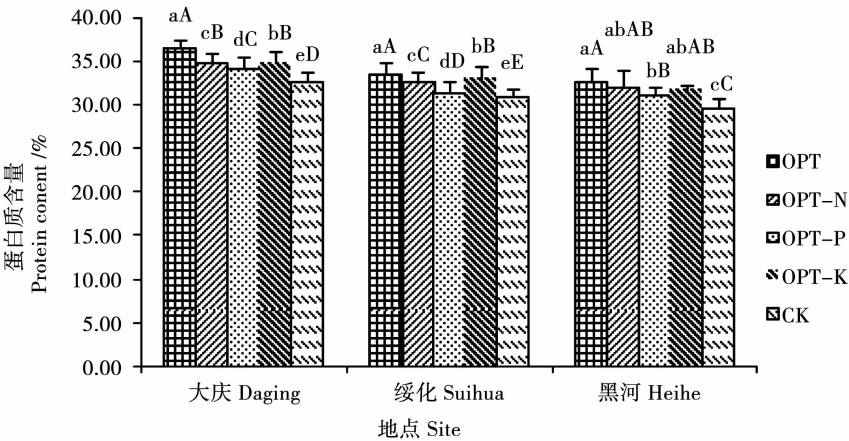 40.00
35.00
30.00
25.00
20.00
15.00
10.00
5.00
0.00
蛋白质含量
Protein conent /%
aA cB dC bB eD
aA cC dD bB eE
aA abAB bB abAB cC
大庆 Daging
绥化 Suihua
黑河 Heihe
地点 Site
OPT
OPT-N
OPT-P
OPT-K
CK